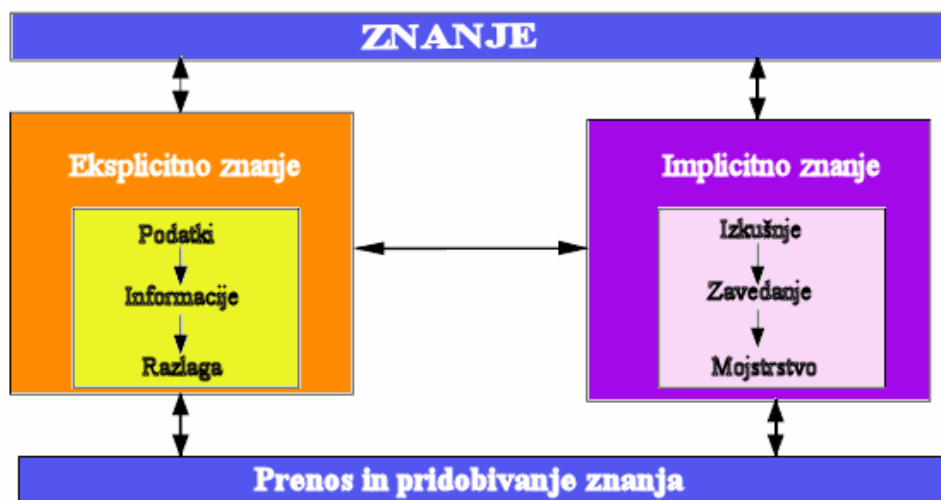 ZNANJE
Eksplicitno znanje
Podatki
Informacije
Razlaga
Implicitno znanje
Izkušnje
Zavedanje
Mojstrstvo
Prenos in pridobivanje znanja